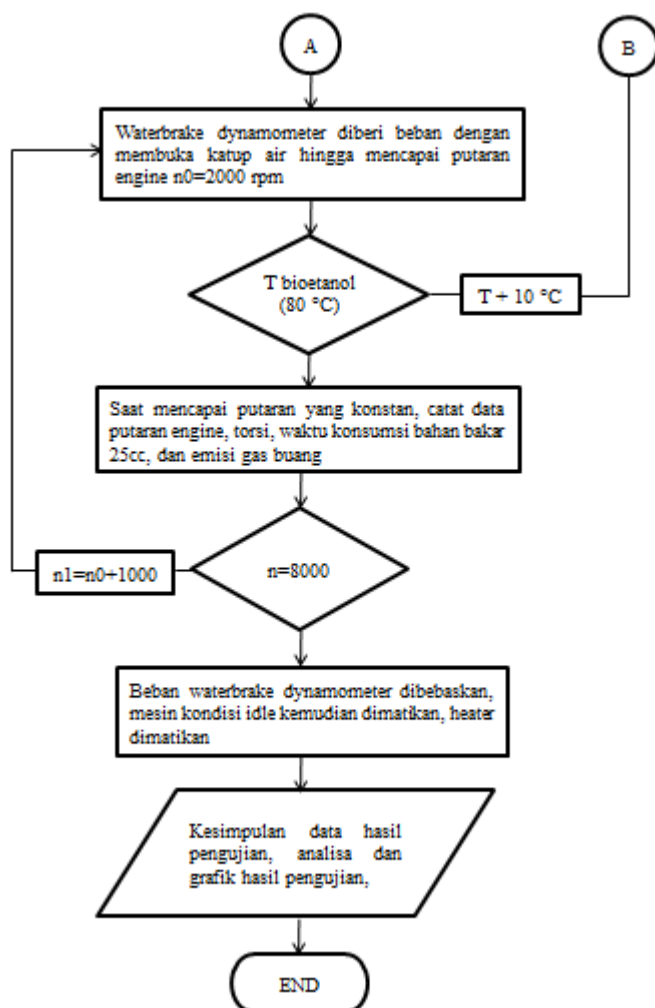 A
B
Waterbrake dynamometer diberi beban dengan
membuka katup air hingga mencapai putaran
engine n0=2000 rpm
T bioetanol
(80 °C)
T + 10 °C
Saat mencapai putaran yang konstan, catat data
putaran engine, torsi, waktu konsumsi bahan bakar
25cc, dan emisi gas buang
n1=n0+1000
n=8000
Beban waterbrake dynamometer dibebaskan,
mesin kondisi idle kemudian dimatikan, heater
dimatikan
Kesimpulan data hasil
pengujian, analisa dan
grafik hasil pengujian,
END